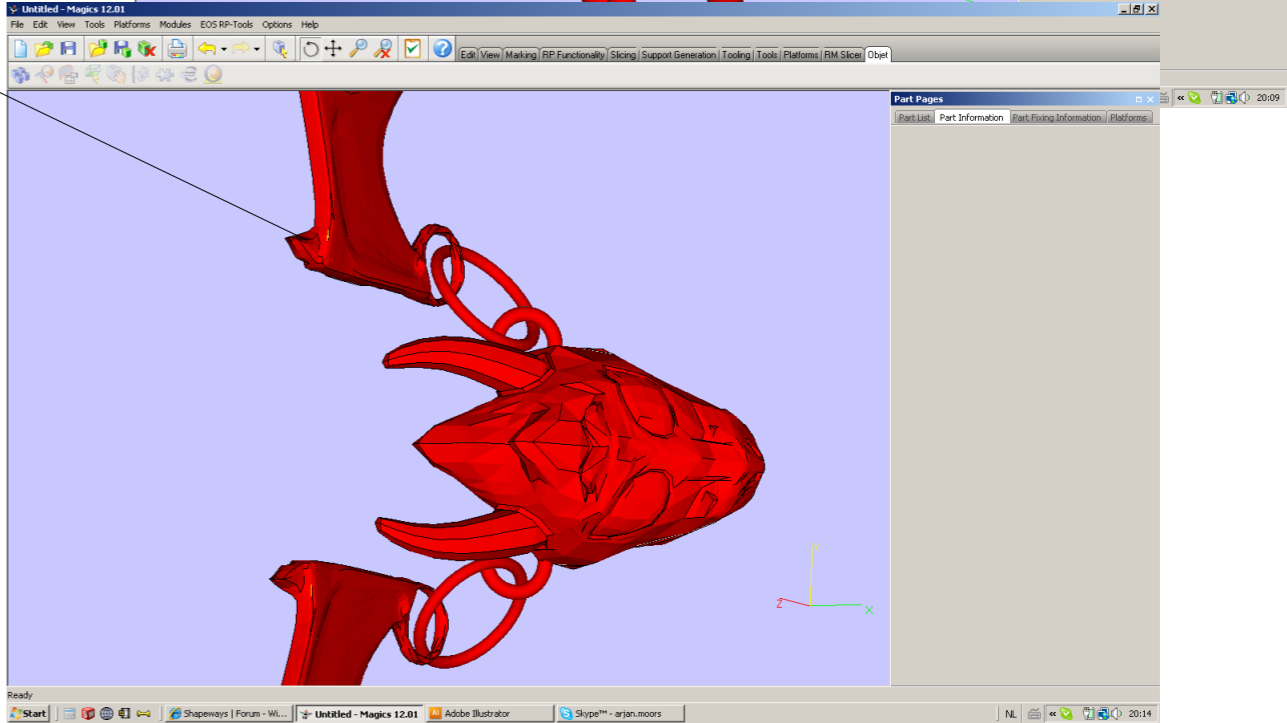 Untitled - Magics 12.01
File Edit View Tools Platforms Modules EOS RP-Tools Options Help
Edit View Marking RP Functionality Slicing Support Generation Tooling Tools Platforms RM Slicer Objet
Part Pages
« 20:09
Part List Part Information Part Fixing Information Platforms
Y
Z X
Ready
Start Shapeways | Forum - Wi... Untitled - Magics 12.01 Adobe Illustrator Skype™ - arjan.moors NL « 20:14